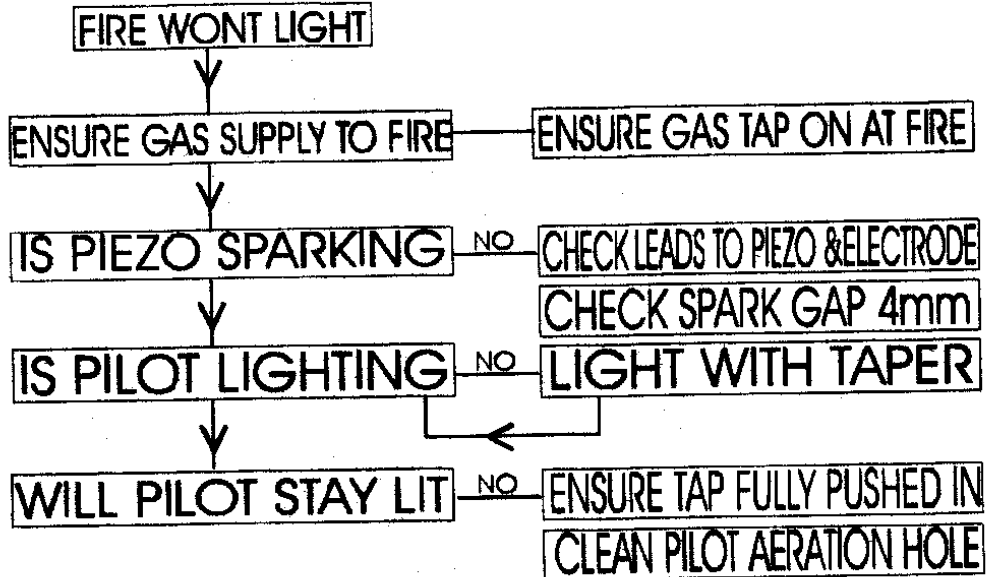 FIRE WONT LIGHT
ENSURE GAS SUPPLY TO FIRE
ENSURE GAS TAP ON AT FIRE
IS PIEZO SPARKING
NO
CHECK LEADS TO PIEZO &ELECTRODE
CHECK SPARK GAP 4mm
IS PILOT LIGHTING
NO
LIGHT WITH TAPER
WILL PILOT STAY LIT
NO
ENSURE TAP FULLY PUSHED IN
CLEAN PILOT AERATION HOLE